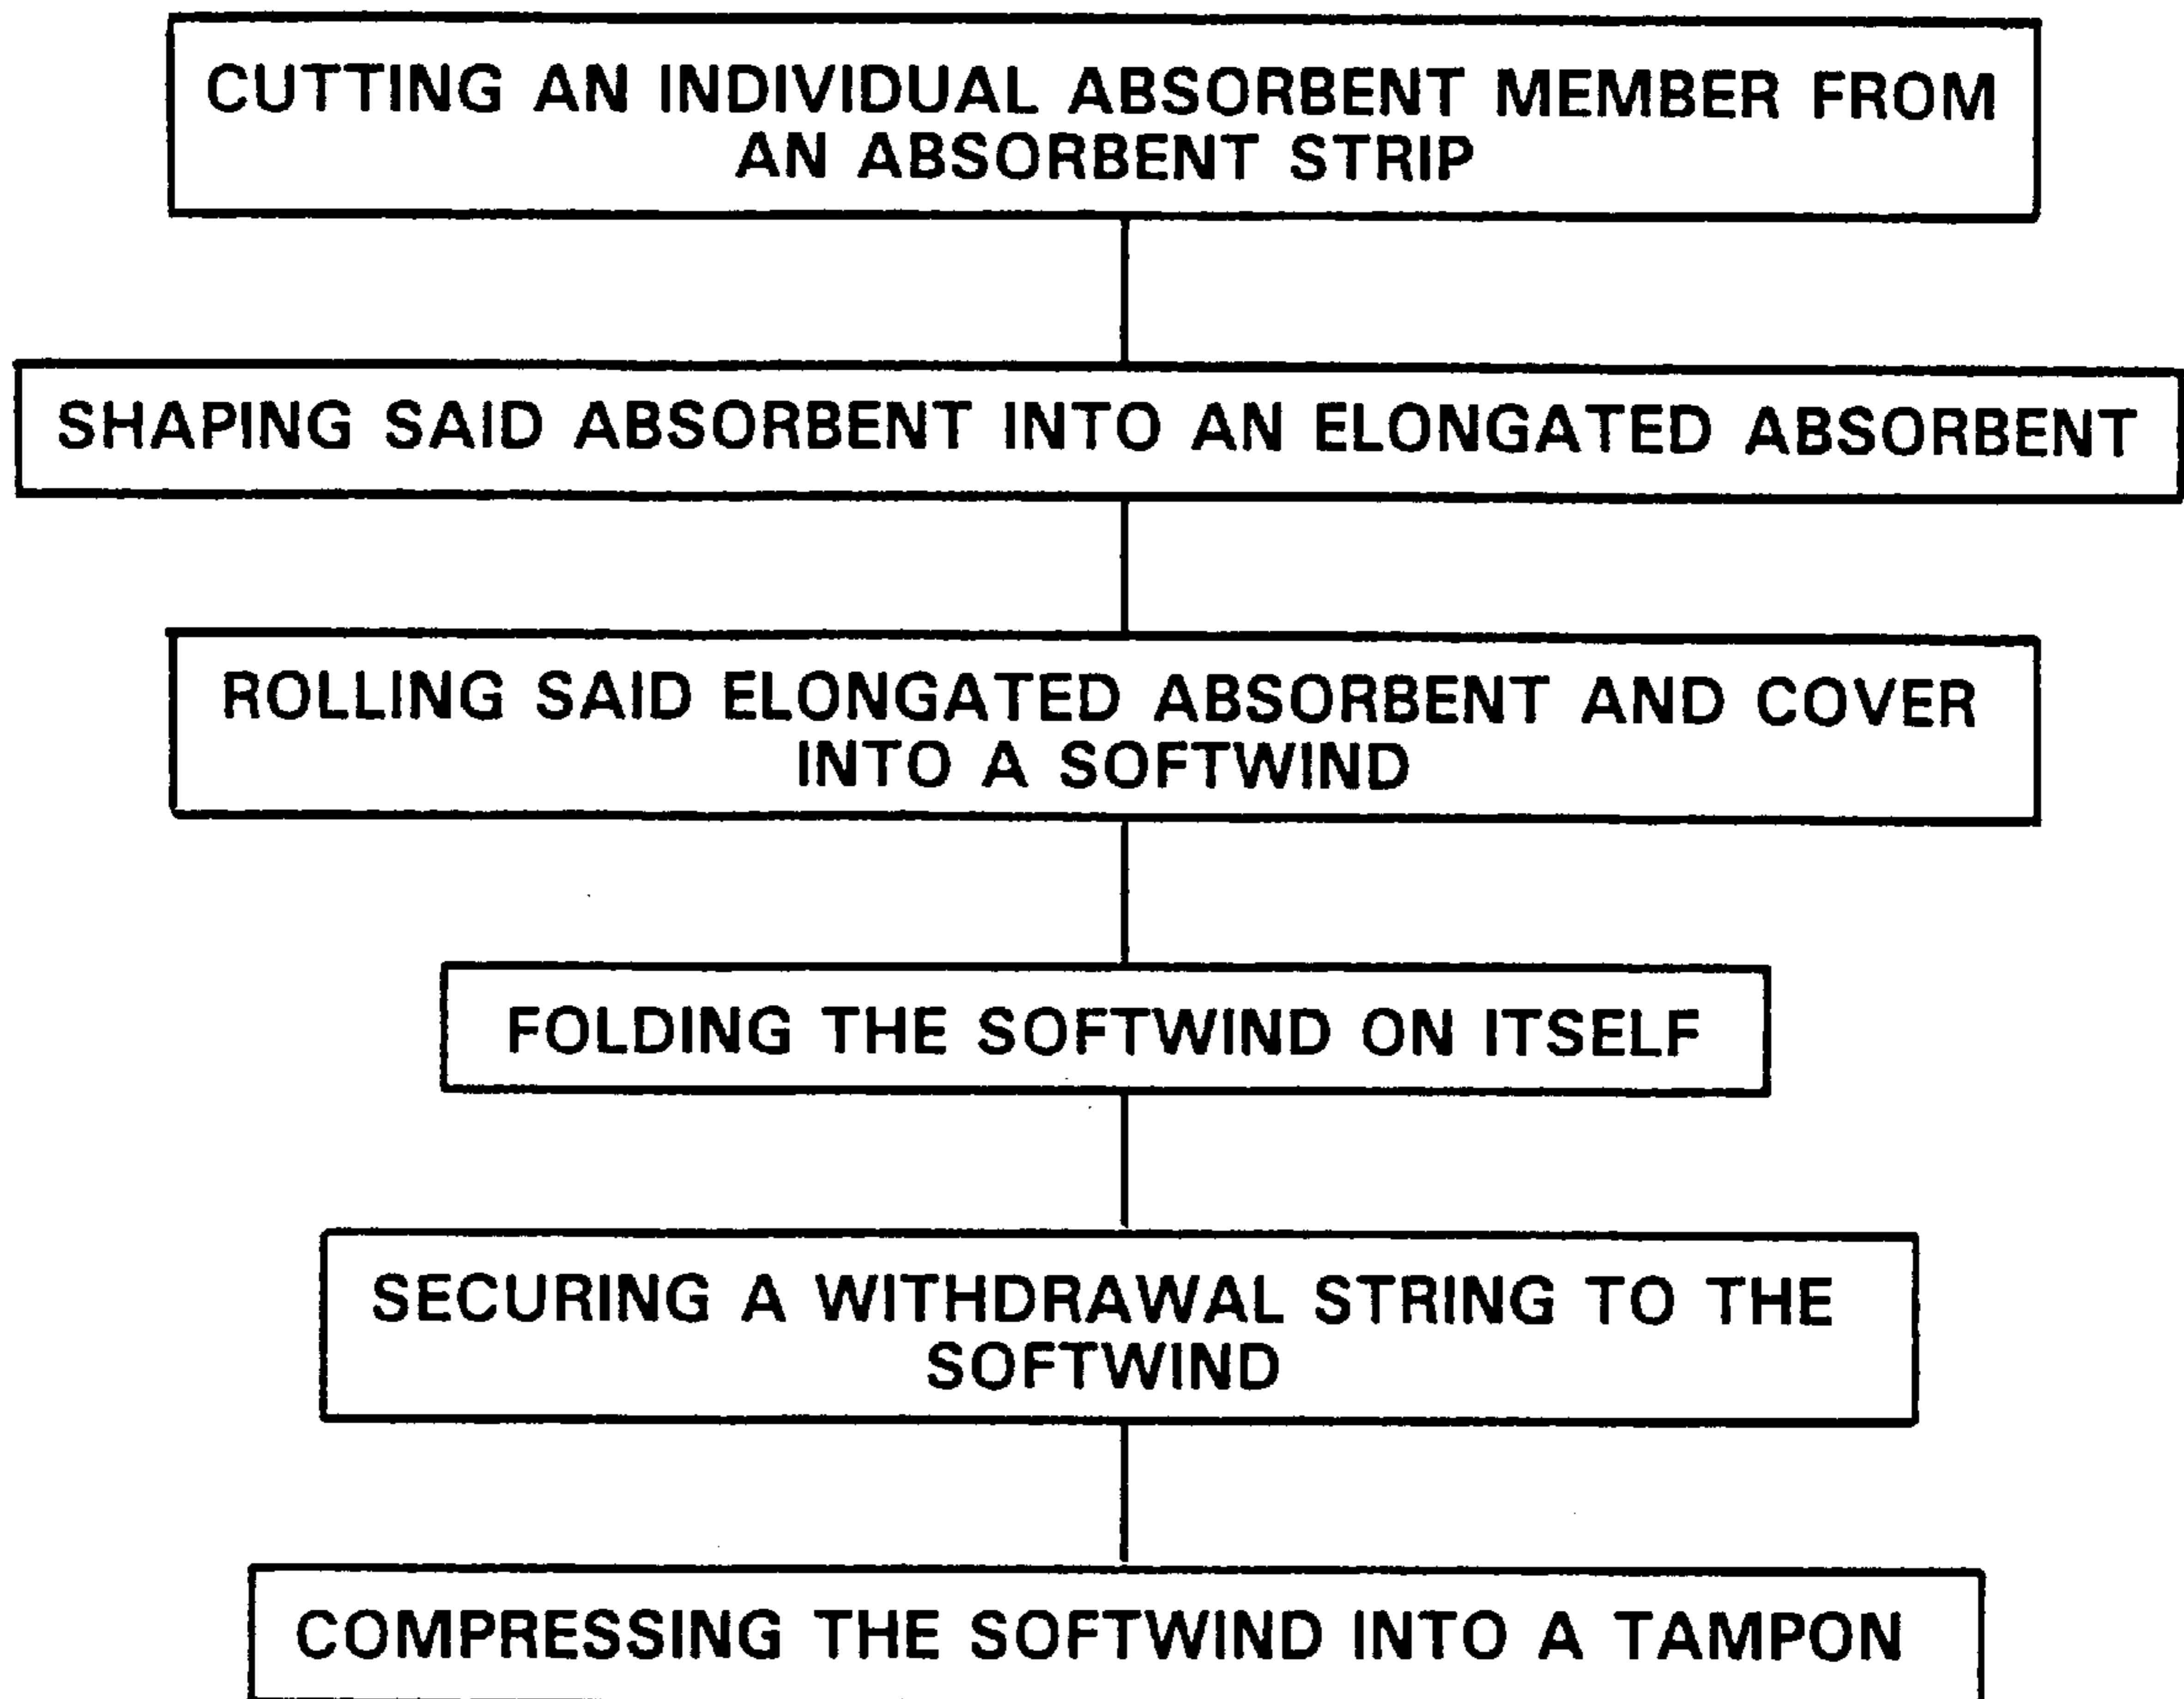 CUTTING AN INDIVIDUAL ABSORBENT MEMBER FROM
AN ABSORBENT STRIP
SHAPING SAID ABSORBENT INTO AN ELONGATED ABSORBENT
ROLLING SAID ELONGATED ABSORBENT AND COVER
INTO A SOFTWIND
FOLDING THE SOFTWIND ON ITSELF
SECURING A WITHDRAWAL STRING TO THE
SOFTWIND
COMPRESSING THE SOFTWIND INTO A TAMPON